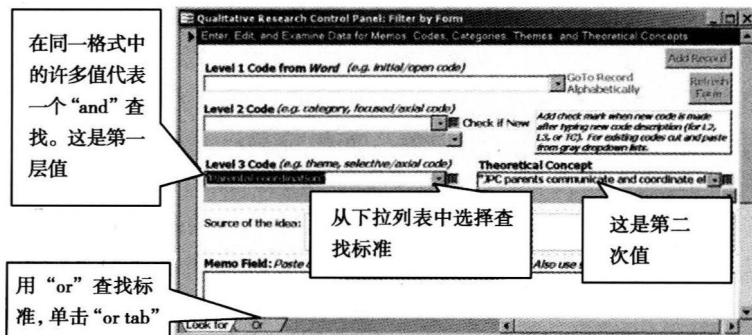 Qualitative Research Control Panel: Filter by Form
Enter, Edit, and Examine Data for Memos, Codes, Categories, Themes, and Theoretical Concepts
在同一格式中
的许多值代表
一个“and”查
找。这是第一
层值
Add Record
Level 1 Code from Word (e.g. initial/open code)
GoTo Record
Alphabetically
Refresh
Form
Level 2 Code (e.g. category, focused/axial code)
Check if New
Add check mark when new code is made
after typing new code description (for L2,
L3, or TC). For existing codes cut and paste
from gray dropdown lists.
Level 3 Code (e.g. theme, selective/axial code)
Theoretical Concept
"Parental coordination"
"JPC parents communicate and coordinate ef
从下拉列表中选择查
找标准
这是第二
次值
Source of the idea:
用“or”查找标
准,单击“or tab”
Memo Field: Paste
Also use
Look for
Or